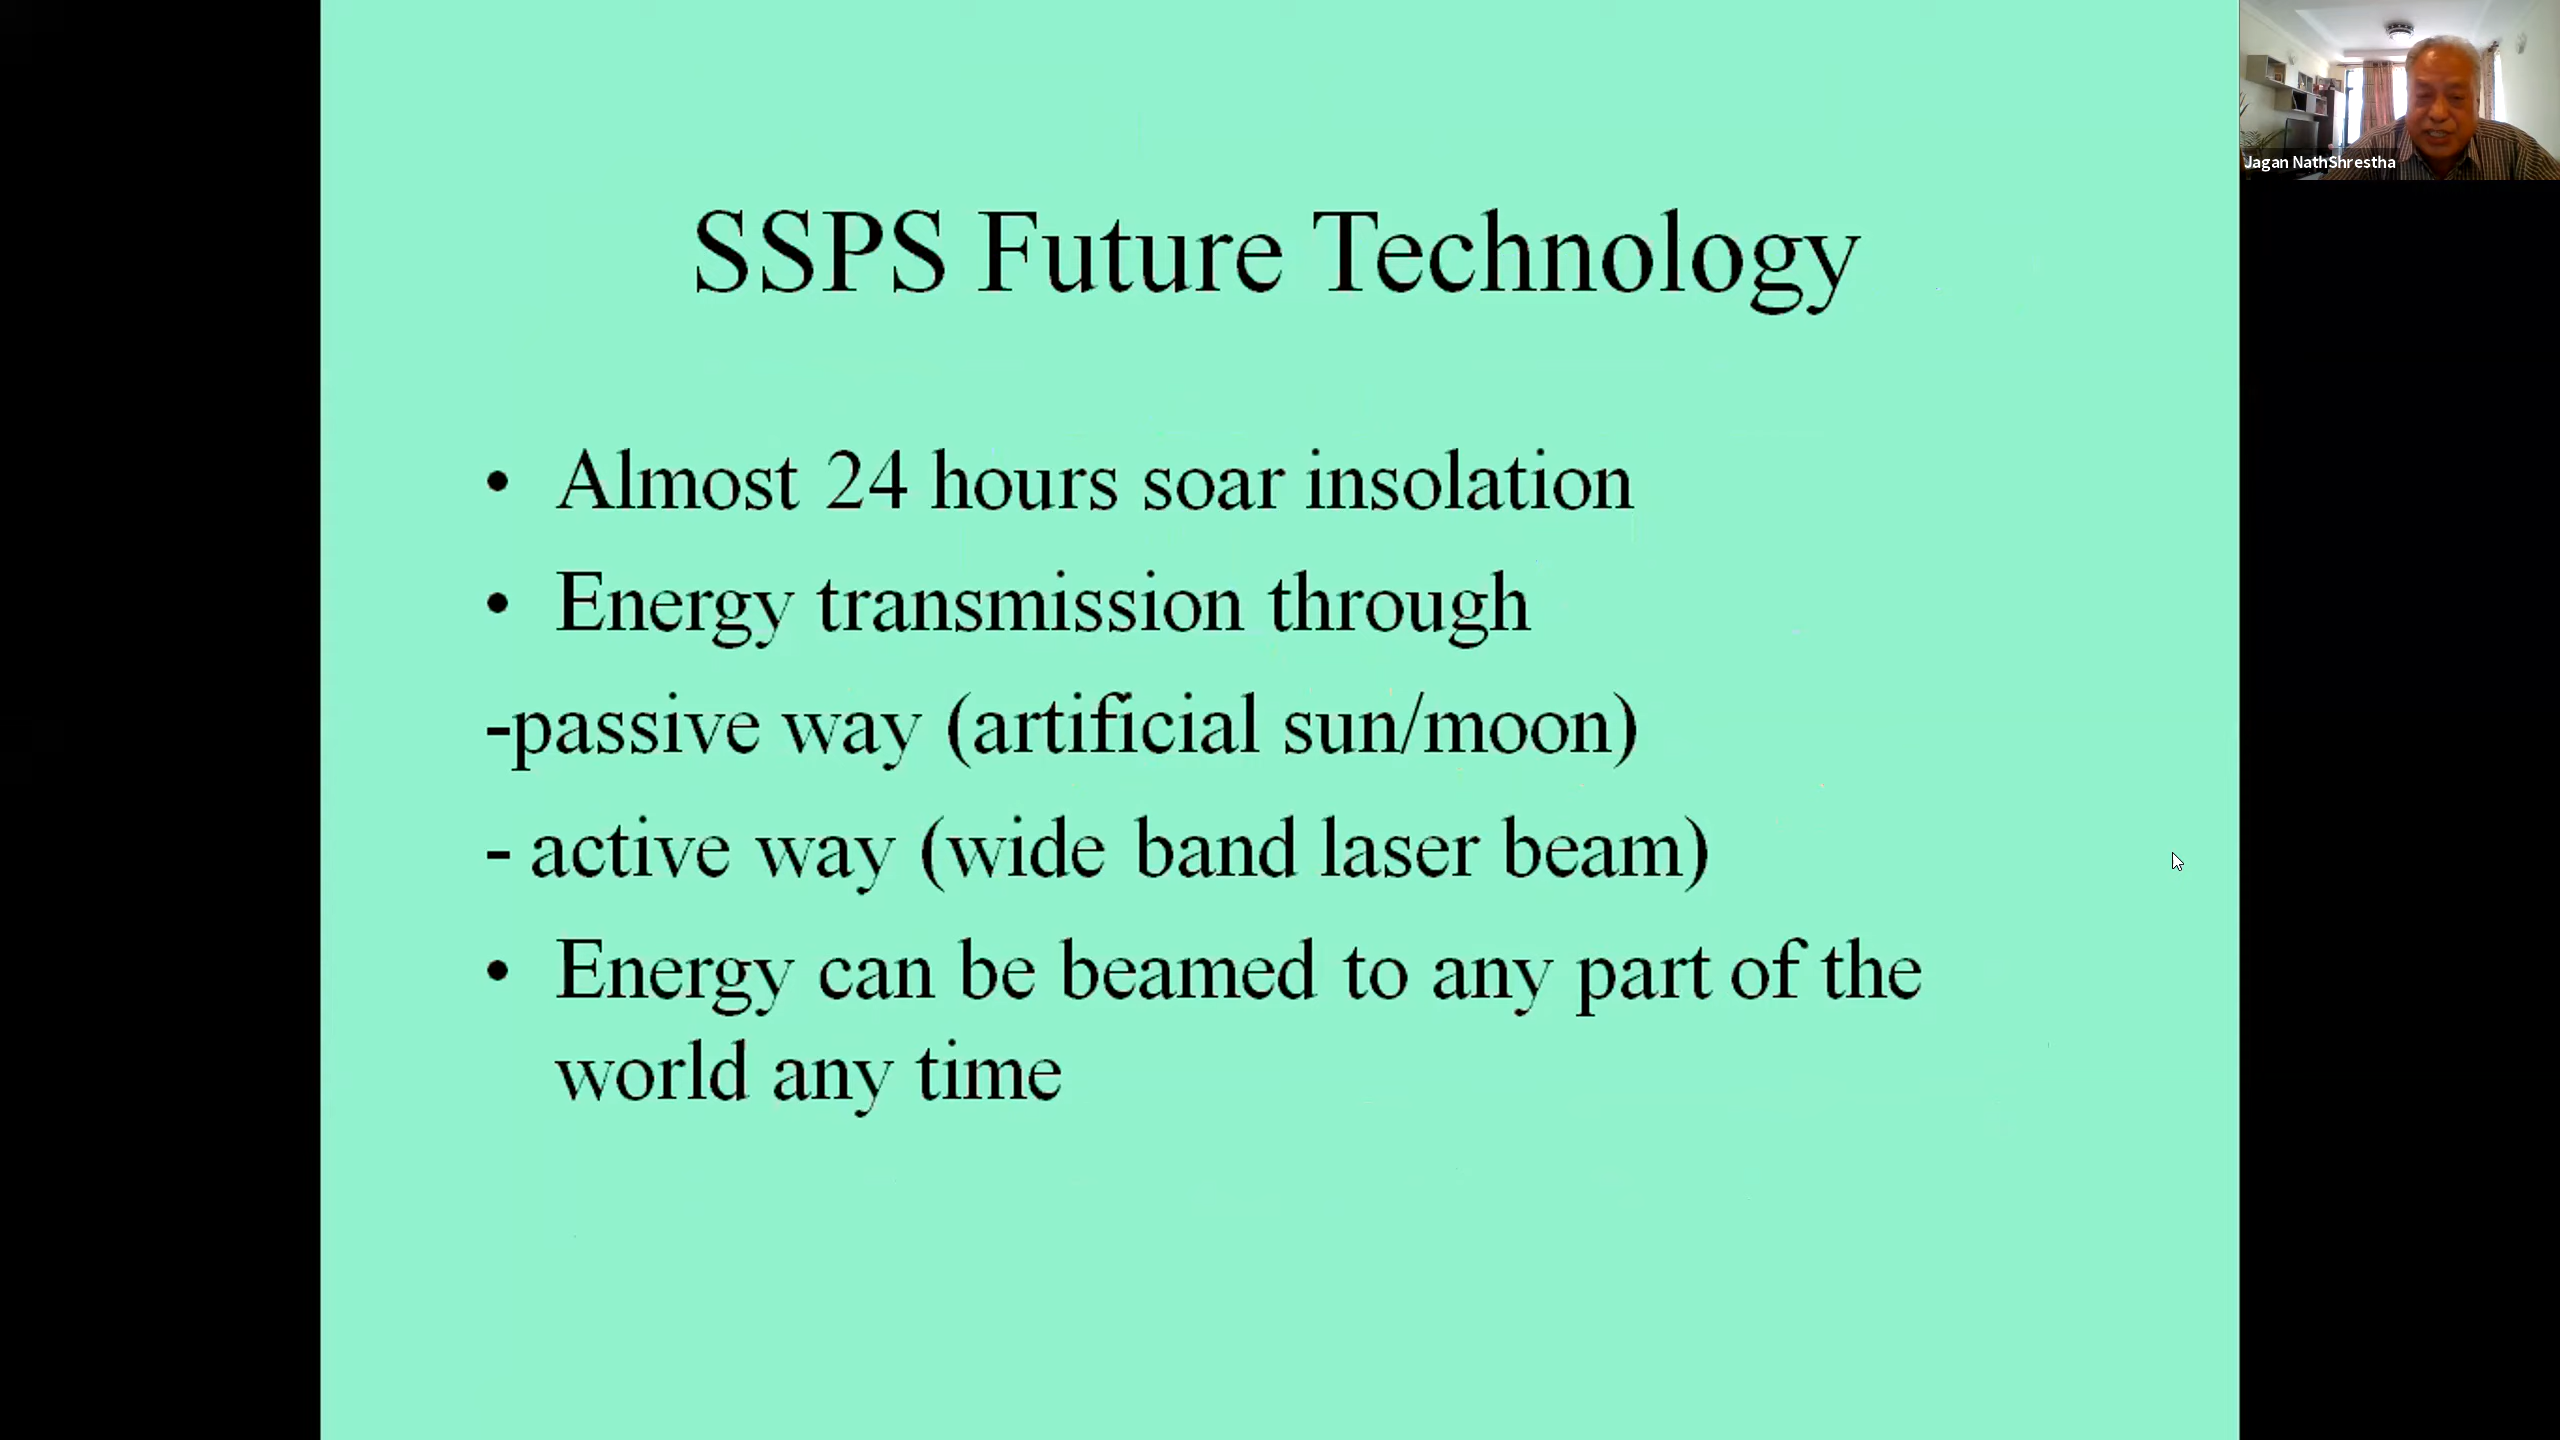 SSPS Future Technology
• Almost 24 hours soar insolation
• Energy transmission through
-passive way (artificial sun/moon)
- active way (wide band laser beam)
• Energy can be beamed to any part of the
world any time
Jagan NathShrestha